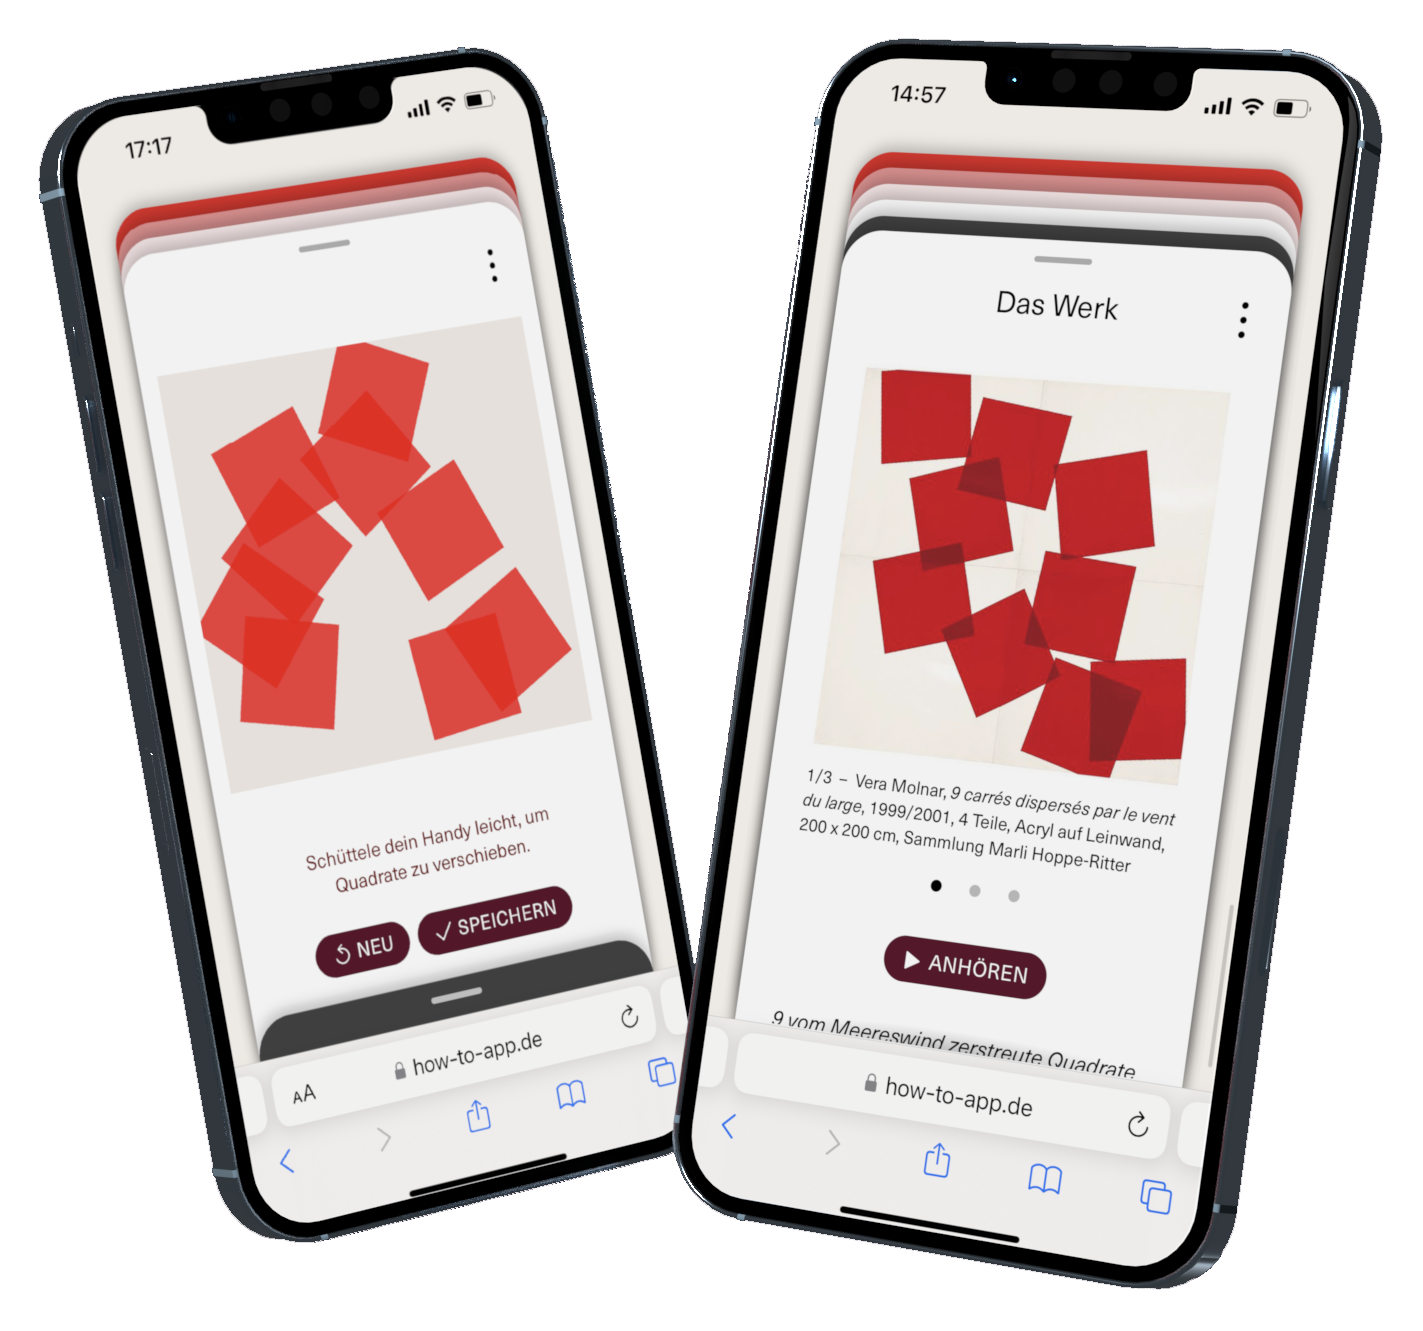 17:17
Schüttele dein Handy leicht, um
Quadrate zu verschieben.
NEU
SPEICHERN
AA
how-to-app.de
14:57
Das Werk
1/3 – Vera Molnar, 9 carrés dispersés par le vent
du large, 1999/2001, 4 Teile, Acryl auf Leinwand,
200 x 200 cm, Sammlung Marli Hoppe-Ritter
ANHÖREN
9 vom Meereswind zerstreute Quadrate
how-to-app.de